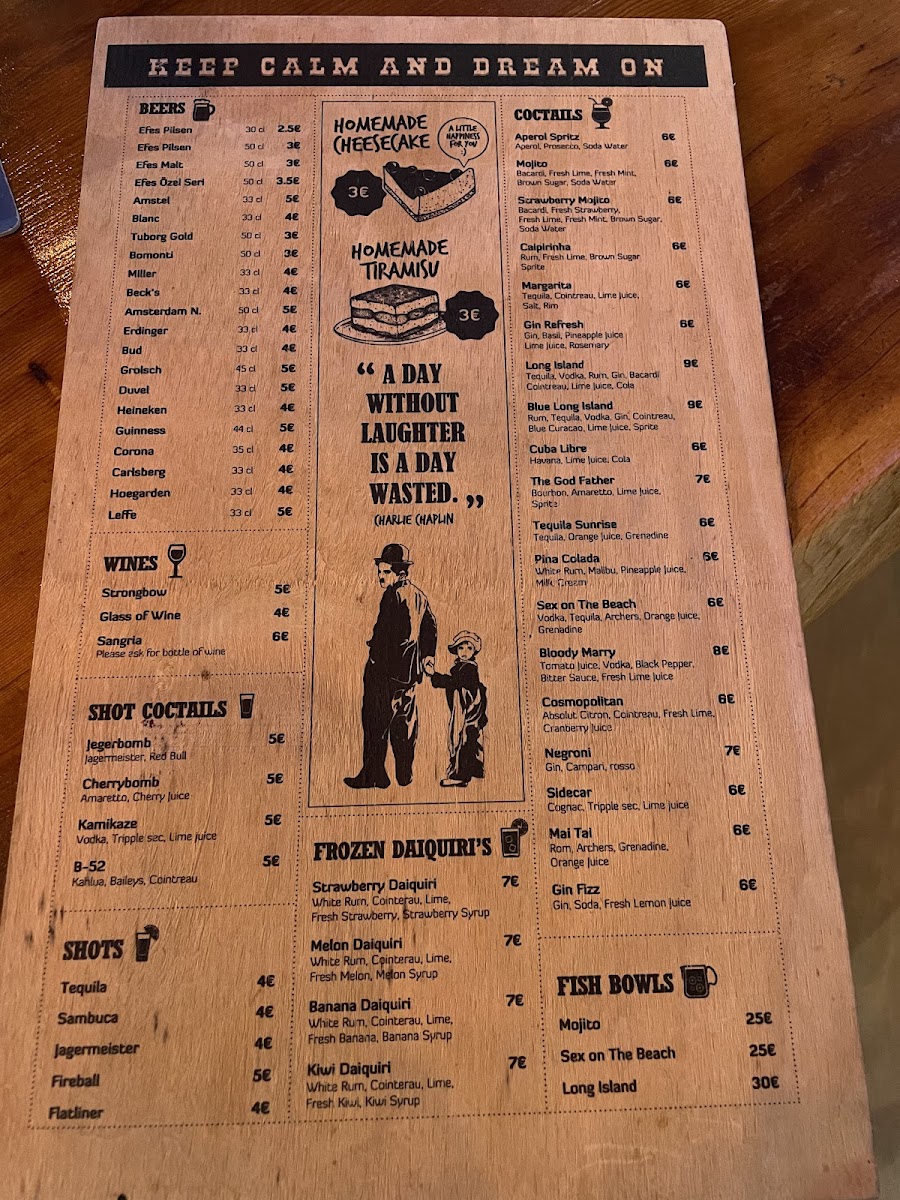 KEEP CALM AND DREAM ON
BEERS
Efes Pilsen 30 cl 2.5€
Efes Pilsen 50 cl 3€
Efes Malt 50 cl 3€
Efes Özel Seri 50 cl 3.5€
Amstel 33 cl 5€
Blanc 33 cl 4€
Tuborg Gold 50 cl 3€
Bomonti 50 cl 3€
Miller 33 cl 4€
Beck's 33 cl 4€
Amsterdam N. 50 cl 5€
Erdinger 33 cl 4€
Bud 33 cl 4€
Grolsch 45 cl 5€
Duvel 33 cl 5€
Heineken 33 cl 4€
Guinness 44 cl 5€
Corona 35 cl 4€
Carlsberg 33 cl 4€
Hoegarden 33 cl 4€
Leffe 33 cl 5€
WINES
Strongbow 5€
Glass of Wine 4€
Sangria 6€
Please ask for bottle of wine
SHOT COCTAILS
Jegerbomb 5€
Jagermeister, Red Bull
Cherrybomb 5€
Amaretto, Cherry Juice
Kamikaze 5€
Vodka, Tripple sec, Lime juice
B-52 5€
Kahlua, Baileys, Cointreau
SHOTS
Tequila 4€
Sambuca 4€
Jagermeister 4€
Fireball 5€
Flatliner 4€
HOMEMADE
CHEESECAKE
A LITTLE
HAPPINESS
FOR YOU
:)
3€
HOMEMADE
TIRAMISU
3€
“ A DAY
WITHOUT
LAUGHTER
IS A DAY
WASTED. ”
CHARLIE CHAPLIN
FROZEN DAIQUIRI'S
Strawberry Daiquiri 7€
White Rum, Cointerau, Lime,
Fresh Strawberry, Strawberry Syrup
Melon Daiquiri 7€
White Rum, Cointerau, Lime,
Fresh Melon, Melon Syrup
Banana Daiquiri 7€
White Rum, Cointerau, Lime,
Fresh Banana, Banana Syrup
Kiwi Daiquiri 7€
White Rum, Cointerau, Lime,
Fresh Kiwi, Kiwi Syrup
COCTAILS
Aperol Spritz 6€
Aperol, Prosecco, Soda Water
Mojito 6€
Bacardi, Fresh Lime, Fresh Mint,
Brown Sugar, Soda Water
Scrawberry Mojito 6€
Bacardi, Fresh Strawberry,
Fresh Lime, Fresh Mint, Brown Sugar,
Soda Water
Caipirinha 6€
Rum, Fresh Lime, Brown Sugar
Sprite
Margarita 6€
Tequila, Cointreau, Lime Juice,
Salt, Rim
Gin Refresh 6€
Gin, Basil, Pineapple Juice
Lime Juice, Rosemary
Long Island 9€
Tequila, Vodka, Rum, Gin, Bacardi
Cointreau, Lime Juice, Cola
Blue Long Island 9€
Rum, Tequila, Vodka, Gin, Cointreau,
Blue Curacao, Lime Juice, Sprite
Cuba Libre 6€
Havana, Lime Juice, Cola
The God Father 7€
Bourbon, Amaretto, Lime Juice,
Sprite
Tequila Sunrise 6€
Tequila, Orange Juice, Grenadine
Pina Colada 6€
White Rum, Malibu, Pineapple Juice,
Milk Cream
Sex on The Beach 6€
Vodka, Tequila, Archers, Orange Juice,
Grenadine
Bloody Marry 8€
Tomato Juice, Vodka, Black Pepper,
Bitter Sauce, Fresh Lime Juice
Cosmopolitan 6€
Absolut Citron, Cointreau, Fresh Lime,
Cranberry Juice
Negroni 7€
Gin, Campari, rosso
Sidecar 6€
Cognac, Tripple sec, Lime juice
Mai Tai 6€
Rom, Archers, Grenadine,
Orange Juice
Gin Fizz 6€
Gin, Soda, Fresh Lemon juice
FISH BOWLS
Mojito 25€
Sex on The Beach 25€
Long Island 30€